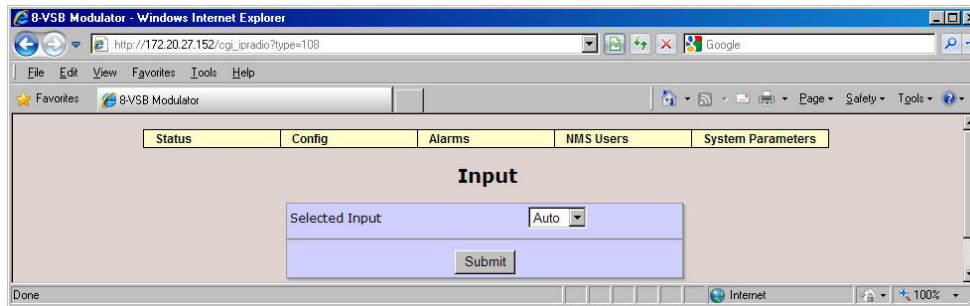 8-VSB Modulator - Windows Internet Explorer
http://172.20.27.152/cgi_ipradio?type=108
Google
File Edit View Favorites Tools Help
Favorites 8-VSB Modulator Page Safety Tools
Status Config Alarms NMS Users System Parameters
Input
Selected Input Auto
Submit
Done Internet 100%